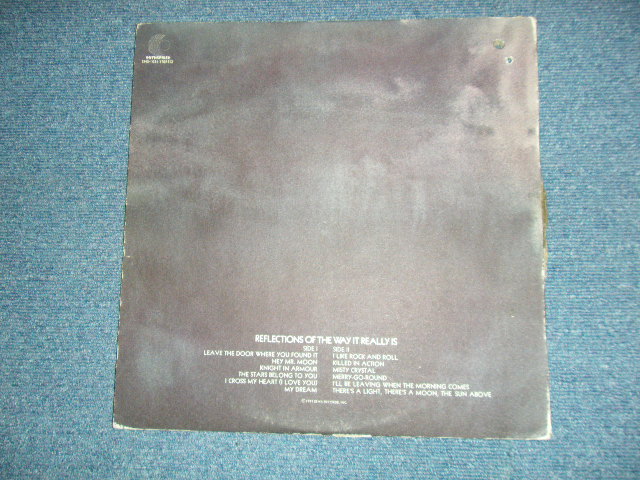 ENTERPRISE
REFLECTIONS OF THE WAY IT REALLY IS
SIDE I
LEAVE THE DOOR WHERE YOU FOUND IT
HEY MR. MOON
KNIGHT IN ARMOUR
THE STARS BELONG TO YOU
I CROSS MY HEART (I LOVE YOU)
MY DREAM
SIDE II
I LIKE ROCK AND ROLL
KILLED IN ACTION
MISTY CRYSTAL
MERRY-GO-ROUND
I'LL BE LEAVING WHEN THE MORNING COMES
THERE'S A LIGHT, THERE'S A MOON, THE SUN ABOVE